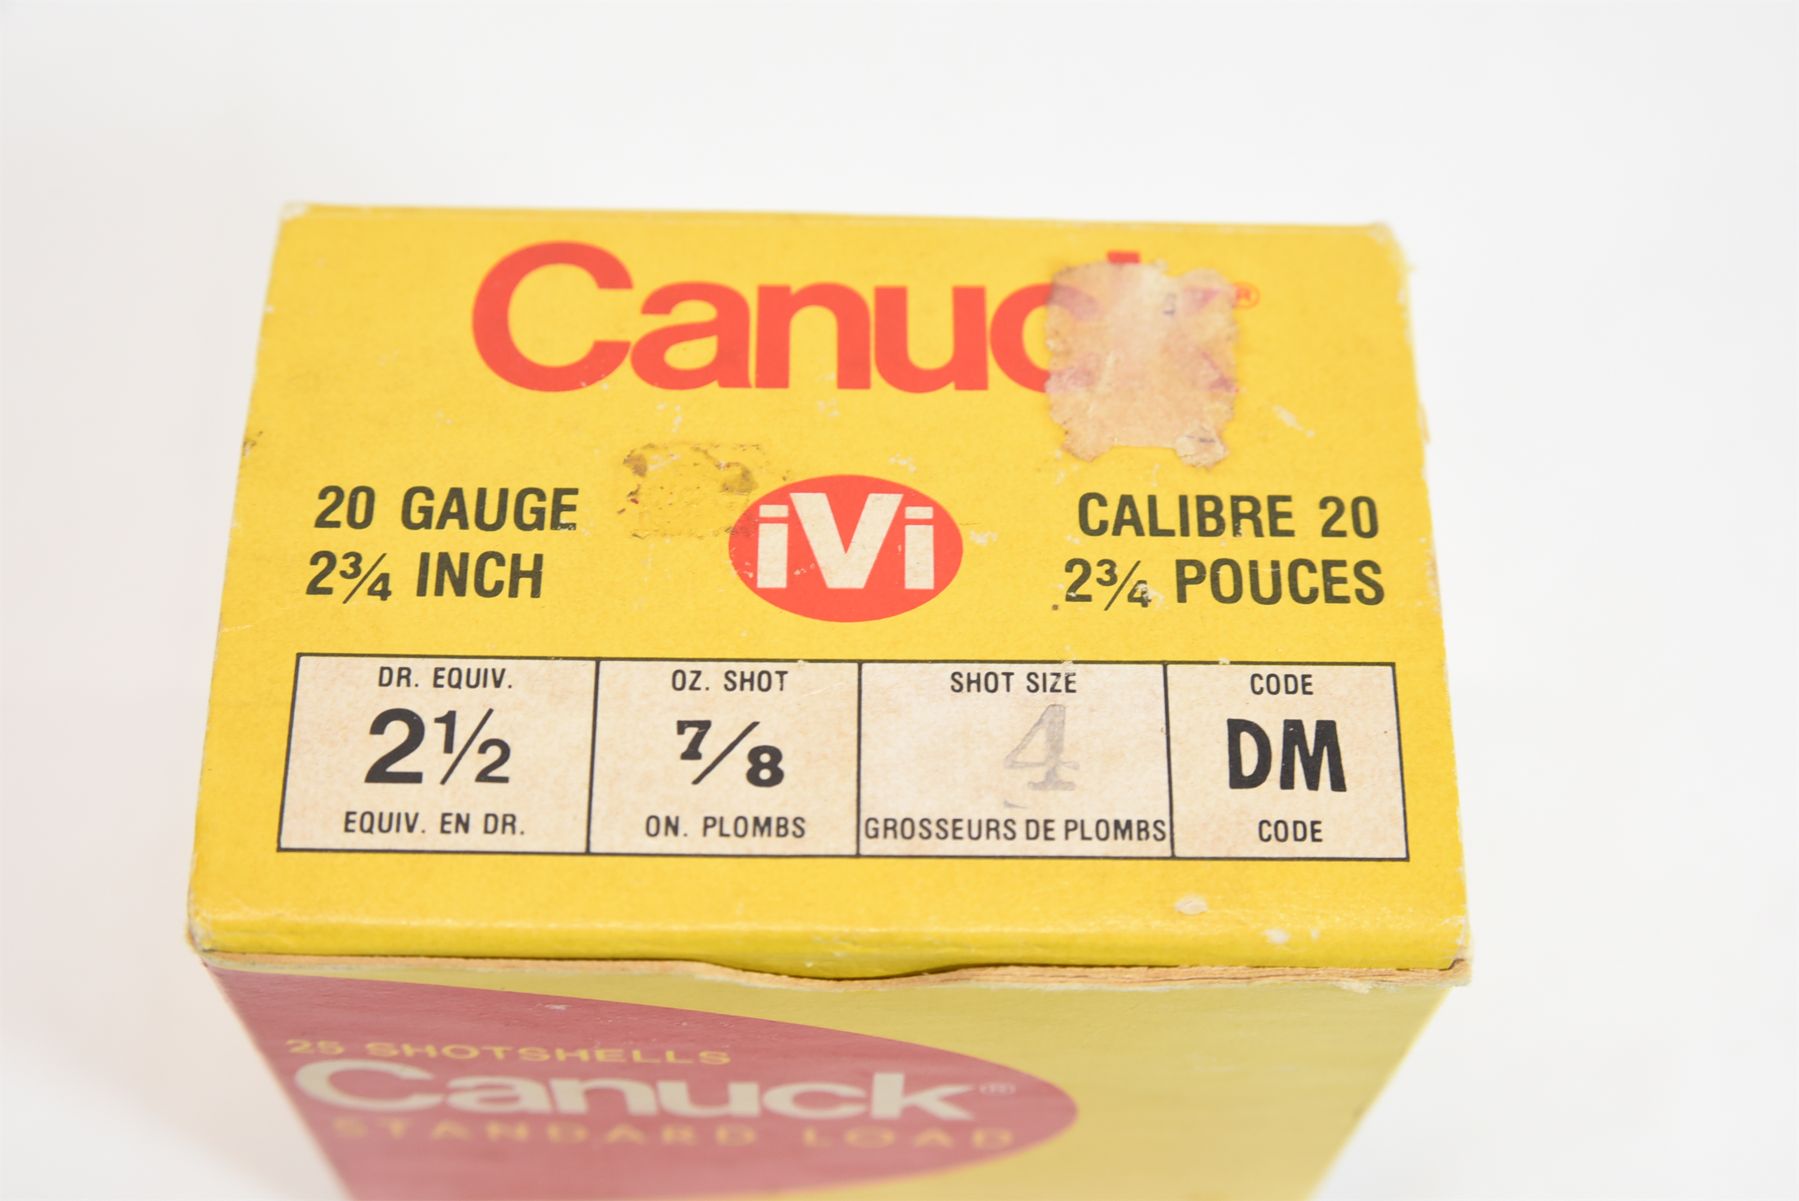 Canuck®
20 GAUGE
2¾ INCH
iVi
CALIBRE 20
2¾ POUCES
DR. EQUIV.
2½
EQUIV. EN DR.
OZ. SHOT
7/8
ON. PLOMBS
SHOT SIZE
4
GROSSEURS DE PLOMBS
CODE
DM
CODE
25 SHOTSHELLS
Canuck®
STANDARD LOAD